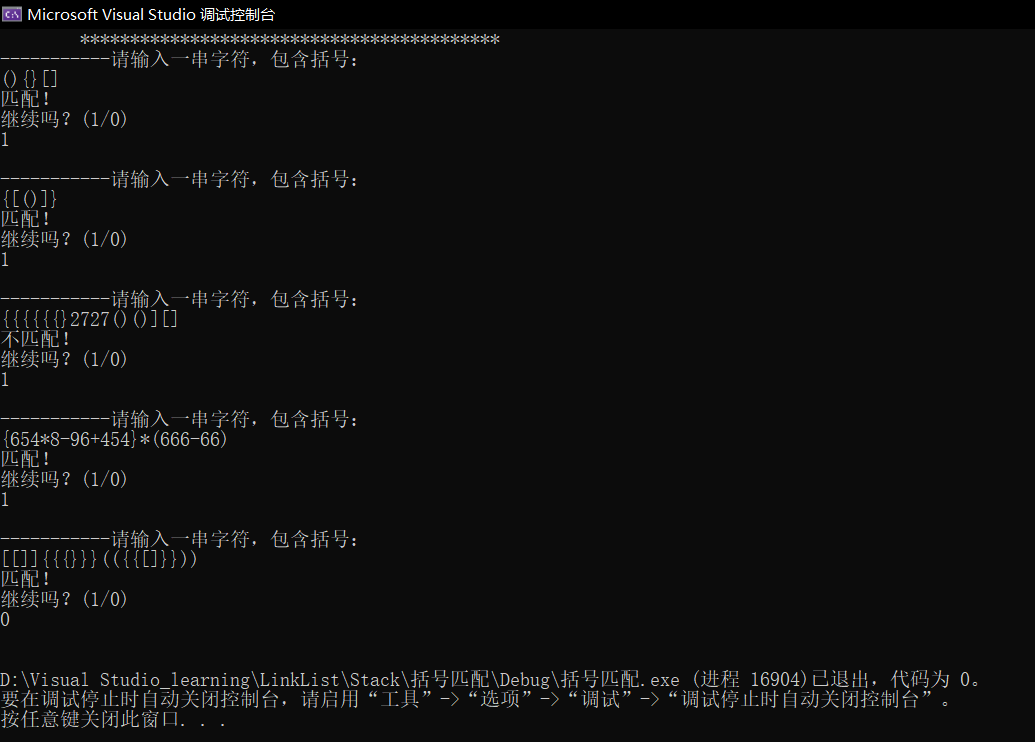 Microsoft Visual Studio 调试控制台
******************************************
-----------请输入一串字符，包含括号：
(){}[]
匹配！
继续吗？(1/0)
1
-----------请输入一串字符，包含括号：
{[()]}
匹配！
继续吗？(1/0)
1
-----------请输入一串字符，包含括号：
{{{{{{}2727()()][]
不匹配！
继续吗？(1/0)
1
-----------请输入一串字符，包含括号：
{654*8-96+454}*(666-66)
匹配！
继续吗？(1/0)
1
-----------请输入一串字符，包含括号：
[[]]{{{}}}(({{[]}}))
匹配！
继续吗？(1/0)
0
D:\Visual Studio_learning\LinkList\Stack\括号匹配\Debug\括号匹配.exe (进程 16904)已退出，代码为 0。
要在调试停止时自动关闭控制台，请启用“工具”->“选项”->“调试”->“调试停止时自动关闭控制台”。
按任意键关闭此窗口. . .